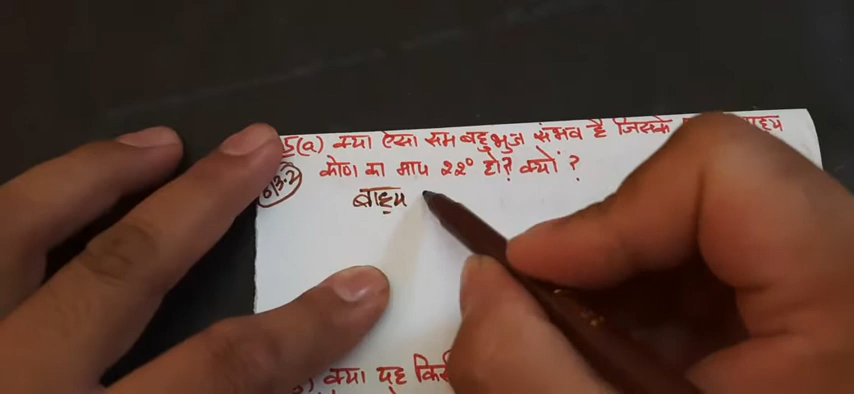 5(a) क्या ऐसा सम बहुभुज संभव है जिसके बाह्य
कोण का माप 22° हो? क्यों ?
बाह्य
क्या यह